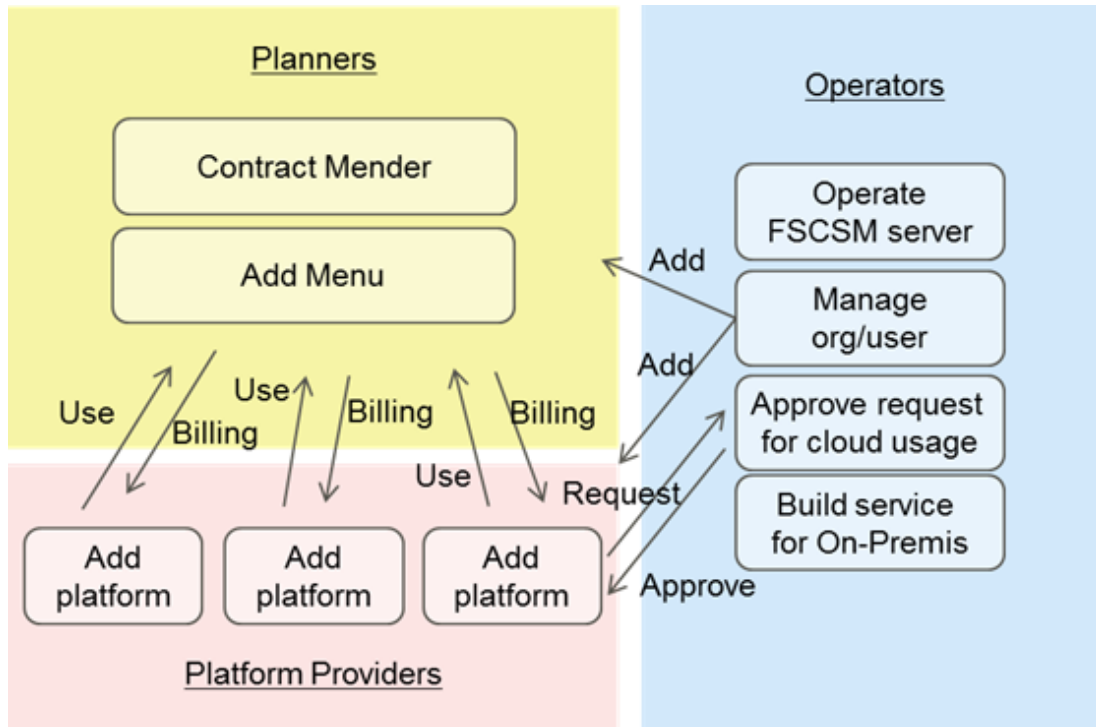 Planners
Contract Mender
Add Menu
Use
Billing
Use
Billing
Use
Billing
Add
platform
Add
platform
Add
platform
Platform Providers
Operators
Operate
FSCSM server
Manage
org/user
Approve request
for cloud usage
Build service
for On-Premis
Add
Add
Request
Approve